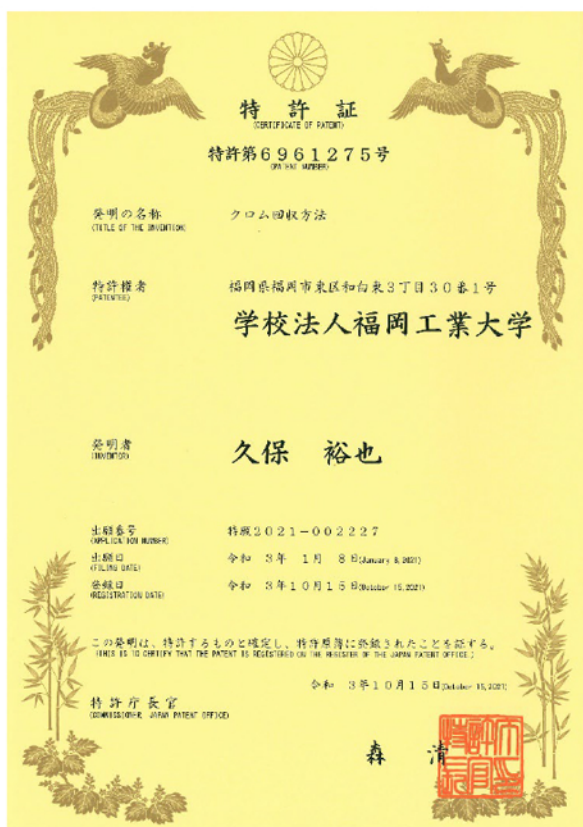 特許証
(CERTIFICATE OF PATENT)
特許第6961275号
(PATENT NUMBER)
発明の名称 クロム回収方法
(TITLE OF THE INVENTION)
特許権者 福岡県福岡市東区和白東3丁目30番1号
(PATENTEE)
学校法人福岡工業大学
発明者 久保 裕也
(INVENTOR)
出願番号 特願2021-002227
(APPLICATION NUMBER)
出願日 令和 3年 1月 8日(January 8,2021)
(FILING DATE)
登録日 令和 3年10月15日(October 15,2021)
(REGISTRATION DATE)
この発明は、特許するものと確定し、特許原簿に登録されたことを証する。
(THIS IS TO CERTIFY THAT THE PATENT IS REGISTERED ON THE REGISTER OF THE JAPAN PATENT OFFICE.)
令和 3年10月15日(October 15,2021)
特許庁長官
(COMMISSIONER, JAPAN PATENT OFFICE)
森 清